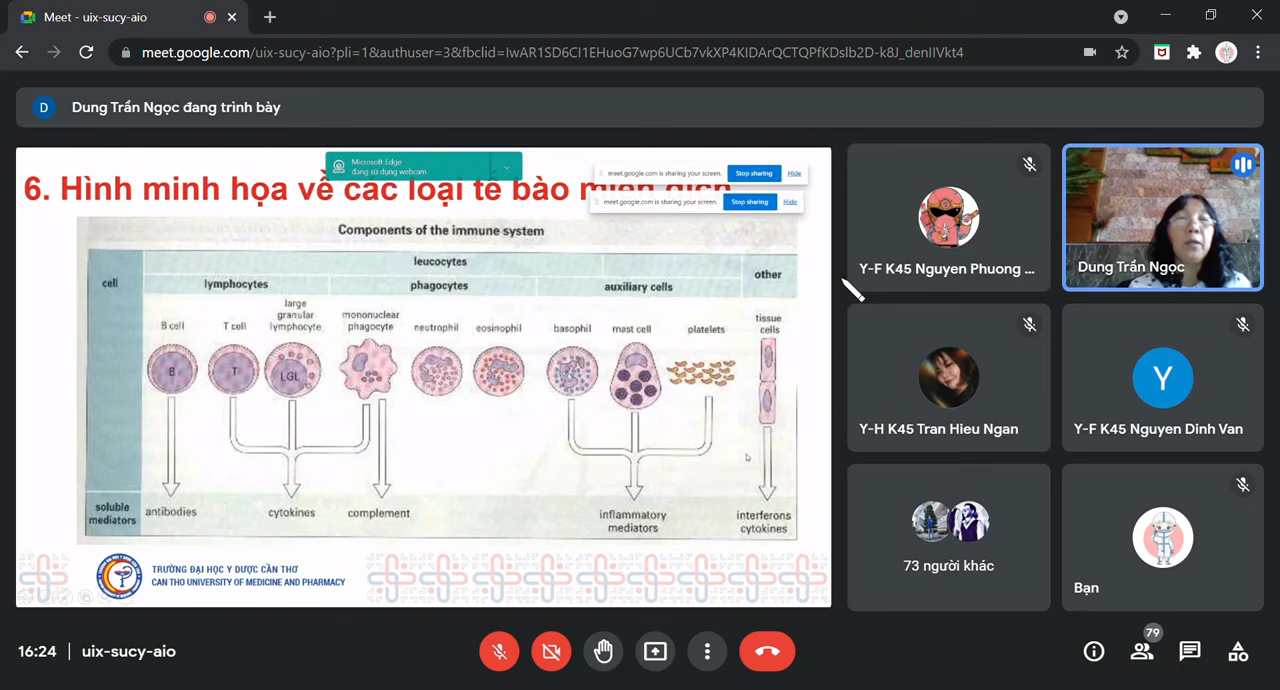 Meet - uix-sucy-aio
meet.google.com/uix-sucy-aio?pli=1&authuser=3&fbclid=IwAR1SD6CI1EHuoG7wp6UCb7vkXP4KIDArQCTQPfKDslb2D-k8J_denIIVkt4
D
Dung Trần Ngọc đang trình bày
Microsoft Edge
đang sử dụng webcam
meet.google.com is sharing your screen. Stop sharing Hide
meet.google.com is sharing your screen. Stop sharing Hide
6. Hình minh họa về các loại tế bào miễn dịch
Components of the immune system
cell
leucocytes
lymphocytes
phagocytes
auxiliary cells
other
B cell
T cell
large
granular
lymphocyte
mononuclear
phagocyte
neutrophil
eosinophil
basophil
mast cell
platelets
tissue
cells
B
T
LGL
soluble
mediators
antibodies
cytokines
complement
inflammatory
mediators
interferons
cytokines
TRƯỜNG ĐẠI HỌC Y DƯỢC CẦN THƠ
CAN THO UNIVERSITY OF MEDICINE AND PHARMACY
Y-F K45 Nguyen Phuong ...
Dung Trần Ngọc
Y-H K45 Tran Hieu Ngan
Y
Y-F K45 Nguyen Dinh Van
73 người khác
Bạn
16:24 | uix-sucy-aio
79